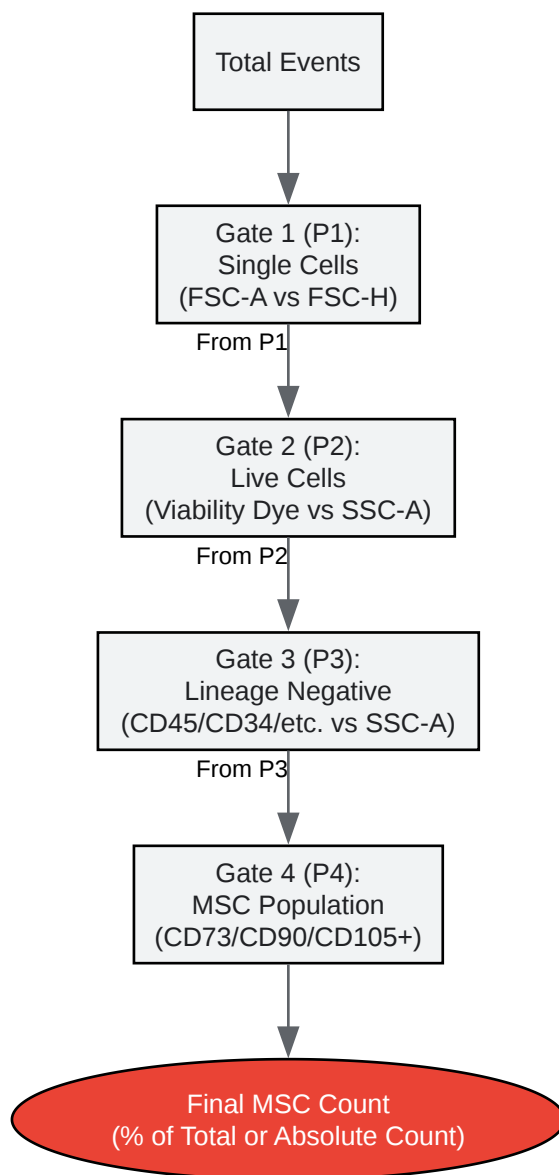 Total Events
Gate 1 (P1):
Single Cells
(FSC-A vs FSC-H)
From P1
Gate 2 (P2):
Live Cells
(Viability Dye vs SSC-A)
From P2
Gate 3 (P3):
Lineage Negative
(CD45/CD34/etc. vs SSC-A)
From P3
Gate 4 (P4):
MSC Population
(CD73/CD90/CD105+)
Final MSC Count
(% of Total or Absolute Count)